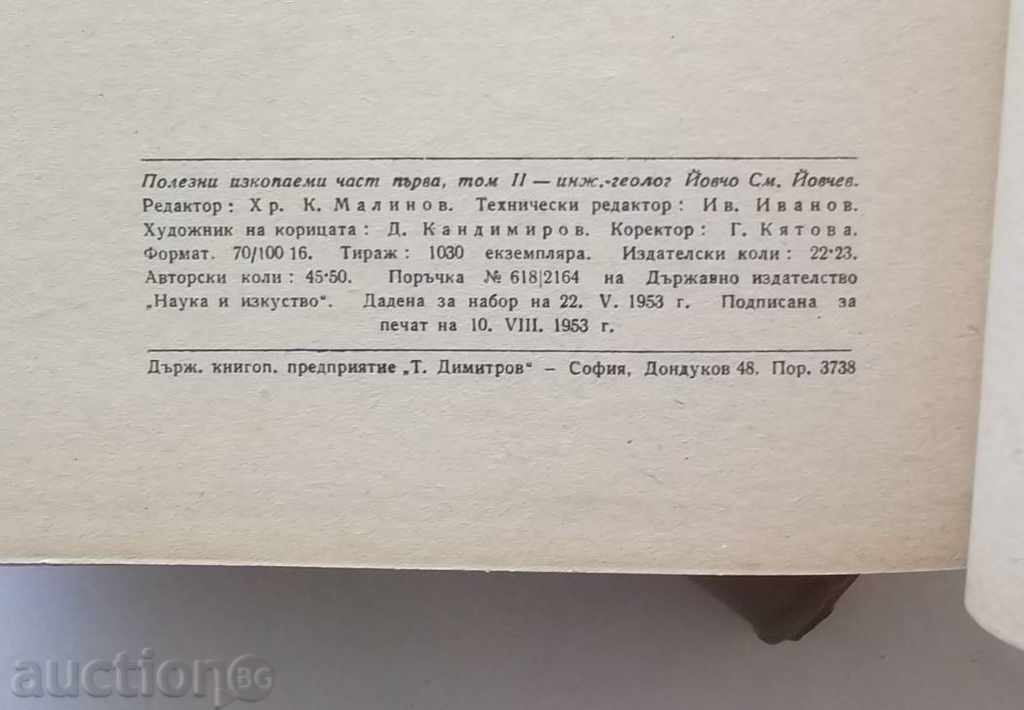 Полезни изкопаеми част първа, том II — инж.-геолог Йовчо См. Йовчев.
Редактор: Хр. К. Малинов. Технически редактор: Ив. Иванов.
Художник на корицата: Д. Кандимиров. Коректор: Г. Кятова.
Формат. 70/100 16. Тираж: 1030 екземпляра. Издателски коли: 22·23.
Авторски коли: 45·50. Поръчка № 618|2164 на Държавно издателство
„Наука и изкуство“. Дадена за набор на 22. V. 1953 г. Подписана за
печат на 10. VIII. 1953 г.
Държ. книгоп. предприятие „Т. Димитров“ — София, Дондуков 48. Пор. 3738
auction БG